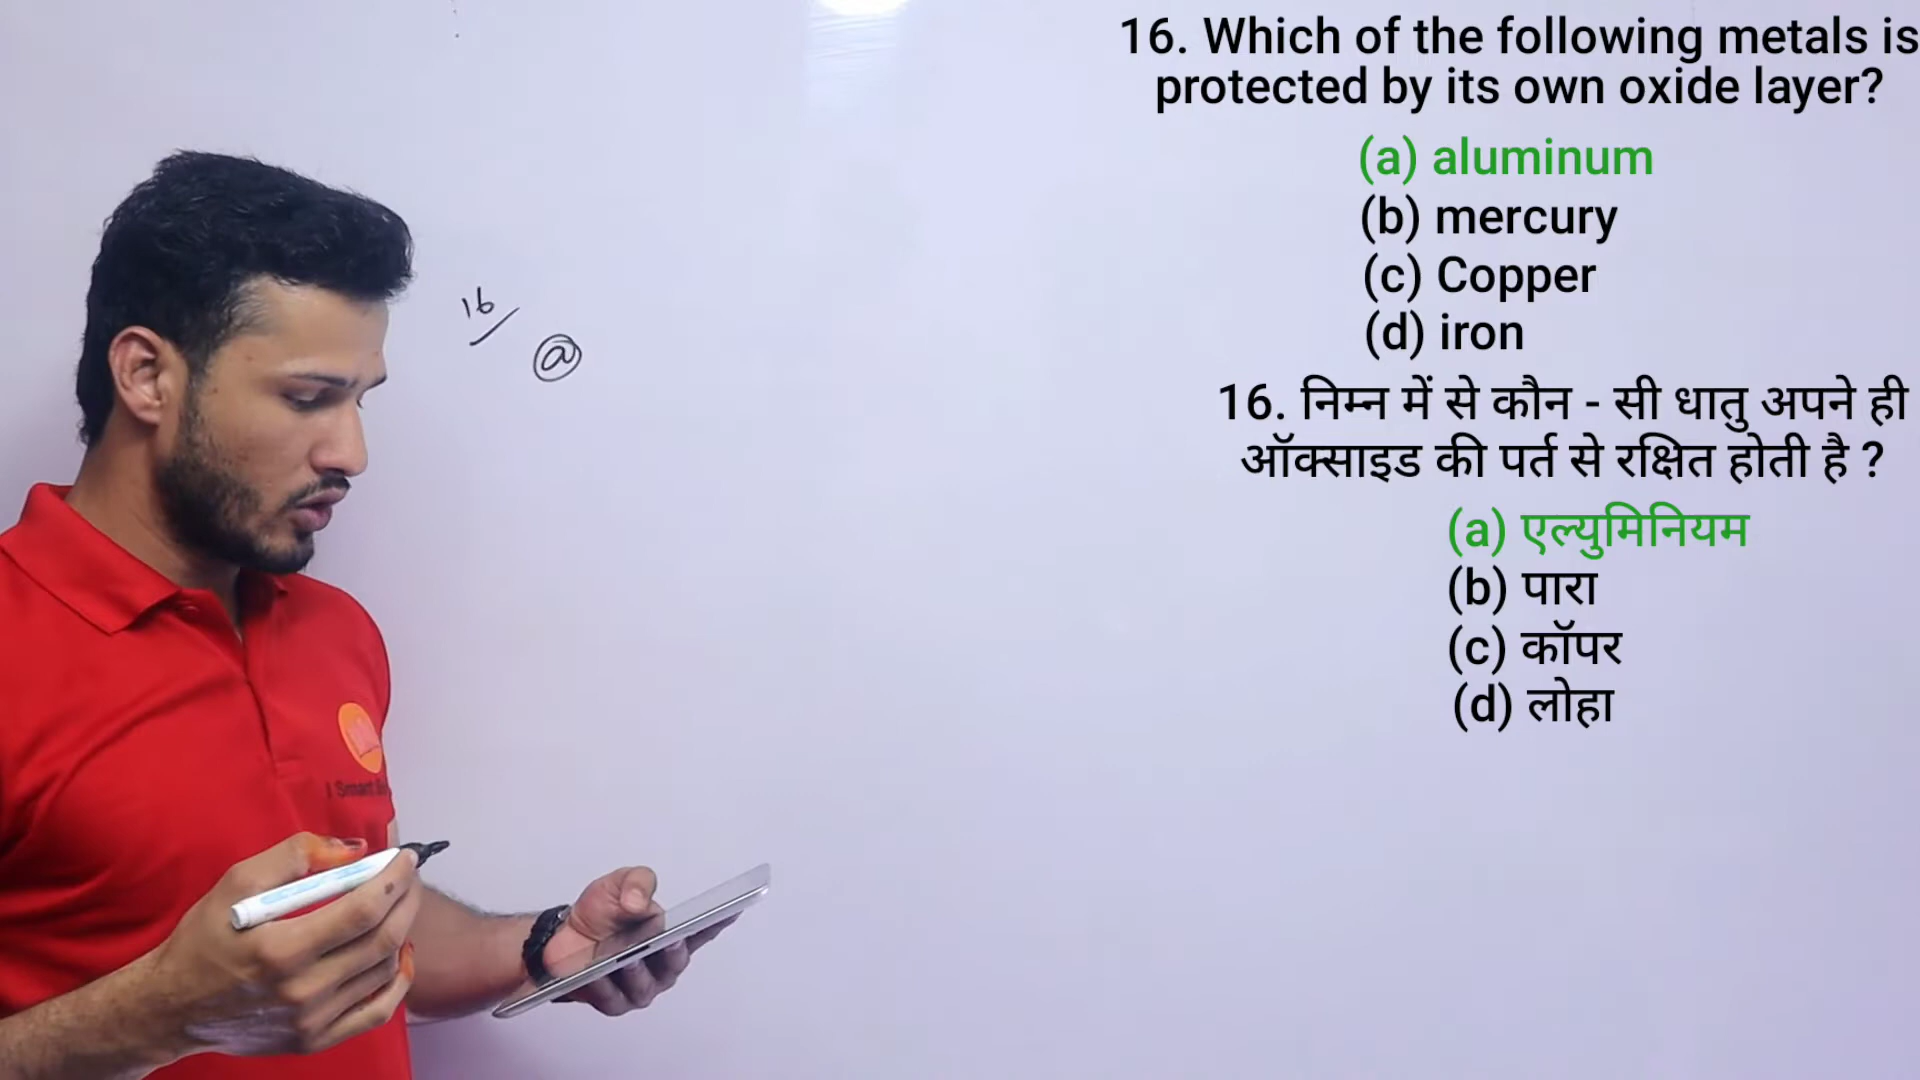 16. Which of the following metals is
protected by its own oxide layer?
(a) aluminum
(b) mercury
(c) Copper
(d) iron
16. निम्न में से कौन - सी धातु अपने ही
ऑक्साइड की पर्त से रक्षित होती है ?
(a) एल्युमिनियम
(b) पारा
(c) कॉपर
(d) लोहा
16
a
I Smart